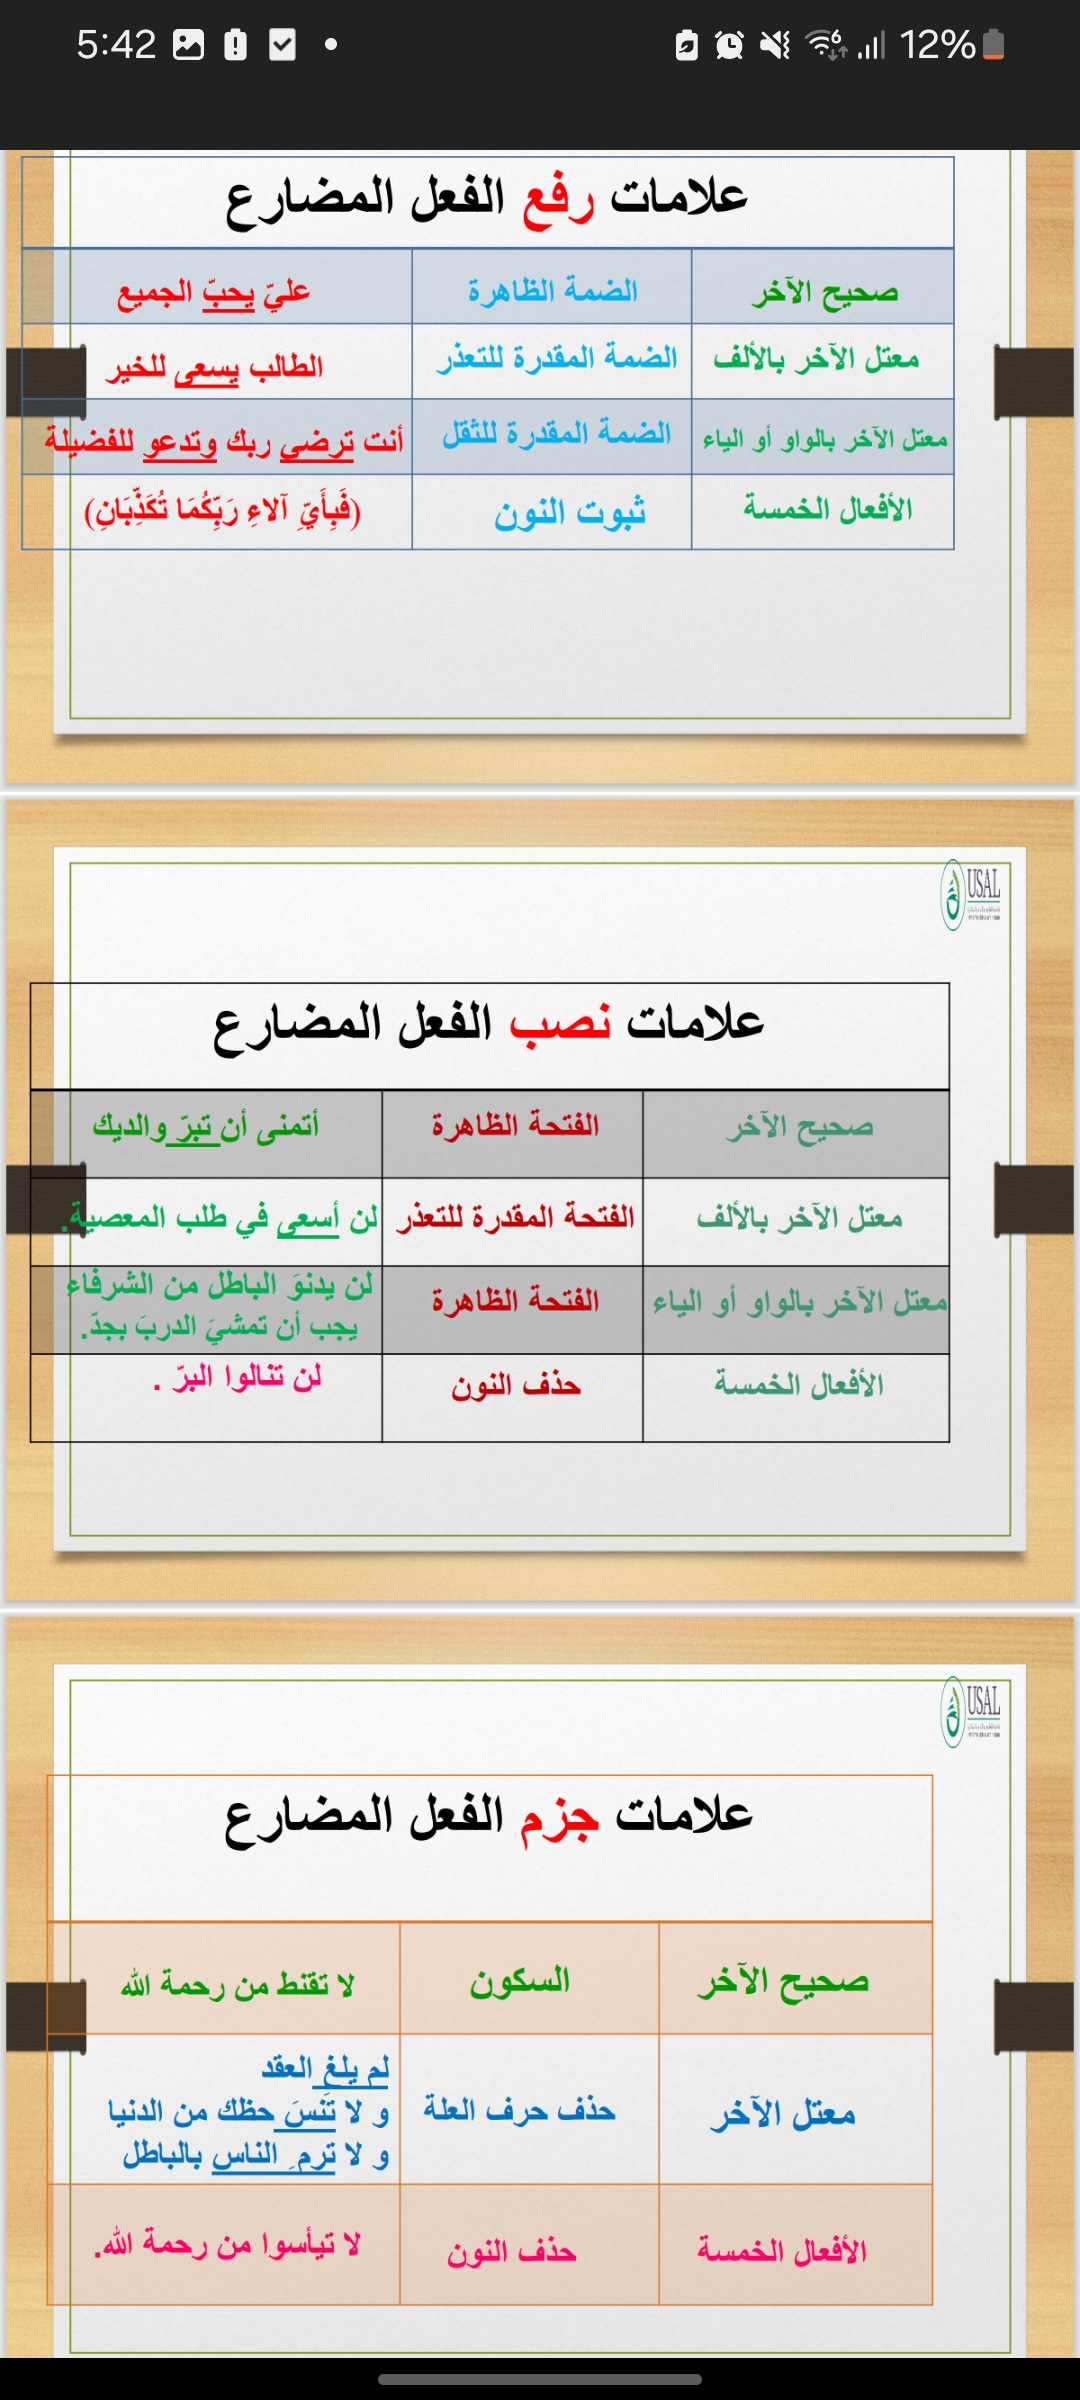 5:42
12%
علامات رفع الفعل المضارع
صحيح الآخر
الضمة الظاهرة
عليّ يحبّ الجميع
معتل الآخر بالألف
الضمة المقدرة للتعذر
الطالب يسعى للخير
معتل الآخر بالواو أو الياء
الضمة المقدرة للثقل
أنت ترضي ربك وتدعو للفضيلة
الأفعال الخمسة
ثبوت النون
(فَبِأَيِّ آلاءِ رَبِّكُمَا تُكَذِّبَانِ)
USAL
علامات نصب الفعل المضارع
صحيح الآخر
الفتحة الظاهرة
أتمنى أن تبرّ والديك
معتل الآخر بالألف
الفتحة المقدرة للتعذر
لن أسعى في طلب المعصية.
معتل الآخر بالواو أو الياء
الفتحة الظاهرة
لن يدنوَ الباطل من الشرفاء
يجب أن تمشيَ الدربَ بجدّ.
الأفعال الخمسة
حذف النون
لن تنالوا البرّ .
USAL
علامات جزم الفعل المضارع
صحيح الآخر
السكون
لا تقنط من رحمة الله
معتل الآخر
حذف حرف العلة
لم يلغِ العقد
و لا تَنسَ حظك من الدنيا
و لا ترمِ الناس بالباطل
الأفعال الخمسة
حذف النون
لا تيأسوا من رحمة الله.